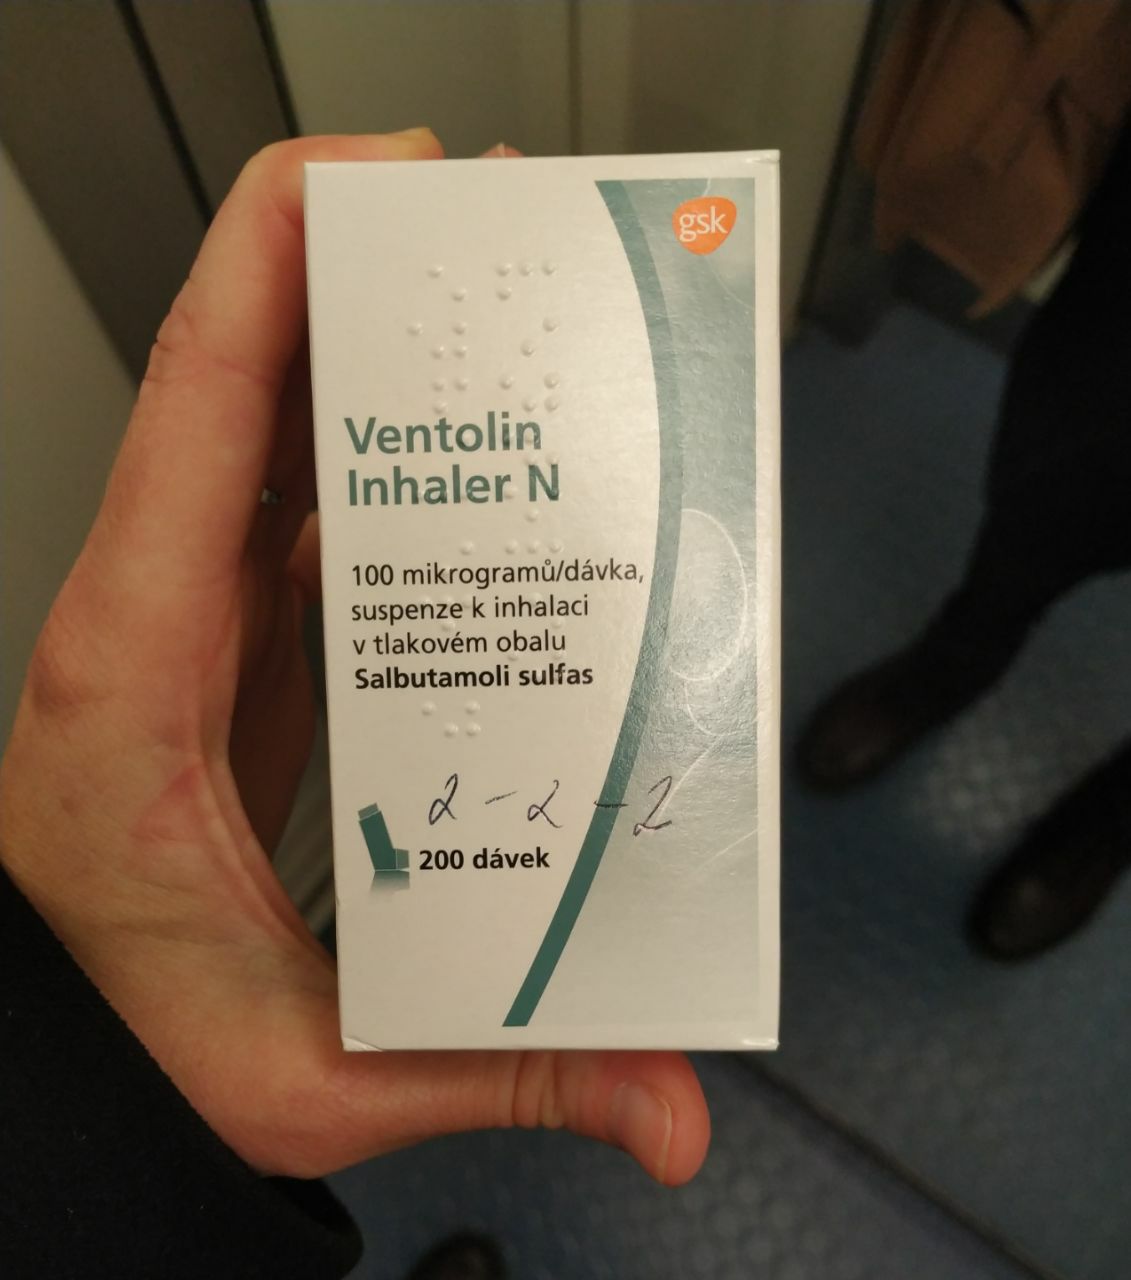 gsk
Ventolin
Inhaler N
100 mikrogramů/dávka,
suspenze k inhalaci
v tlakovém obalu
Salbutamoli sulfas
2 - 2 - 2
200 dávek